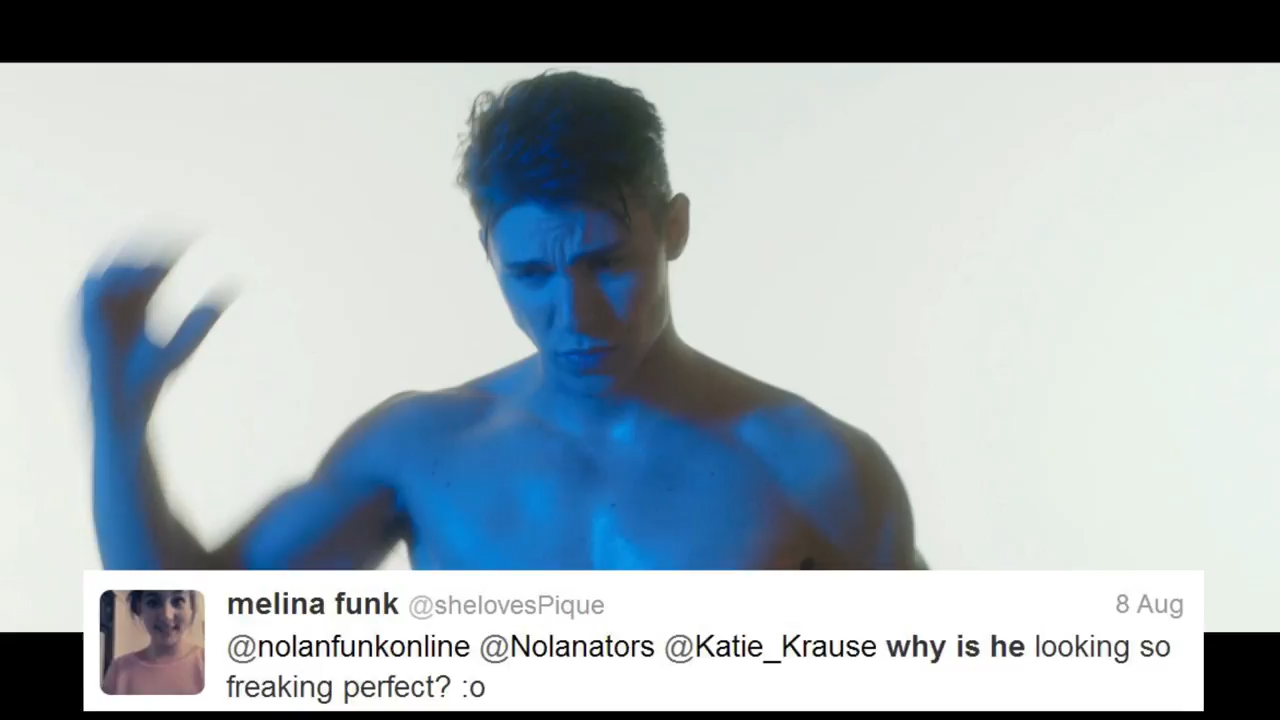 melina funk @shelovesPique 8 Aug
@nolanfunkonline @Nolanators @Katie_Krause why is he looking so
freaking perfect? :o